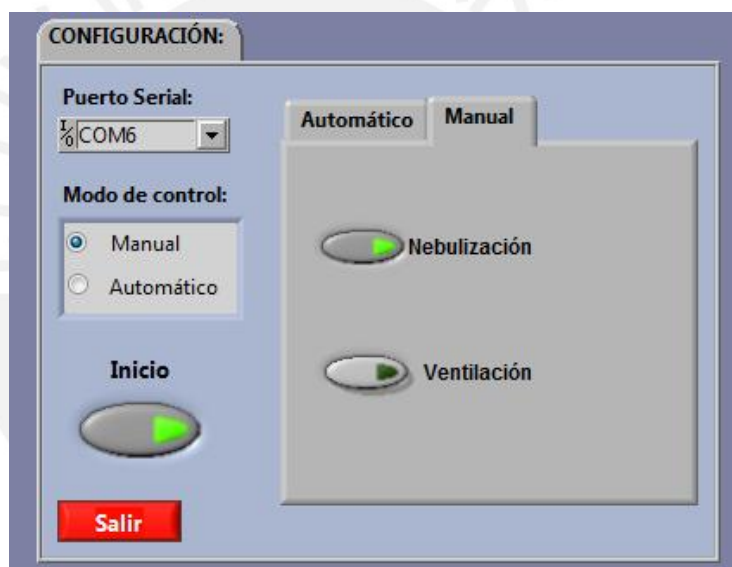 CONFIGURACIÓN:
Puerto Serial:
I/O COM6
Modo de control:
Manual
Automático
Inicio
Salir
Automático
Manual
Nebulización
Ventilación